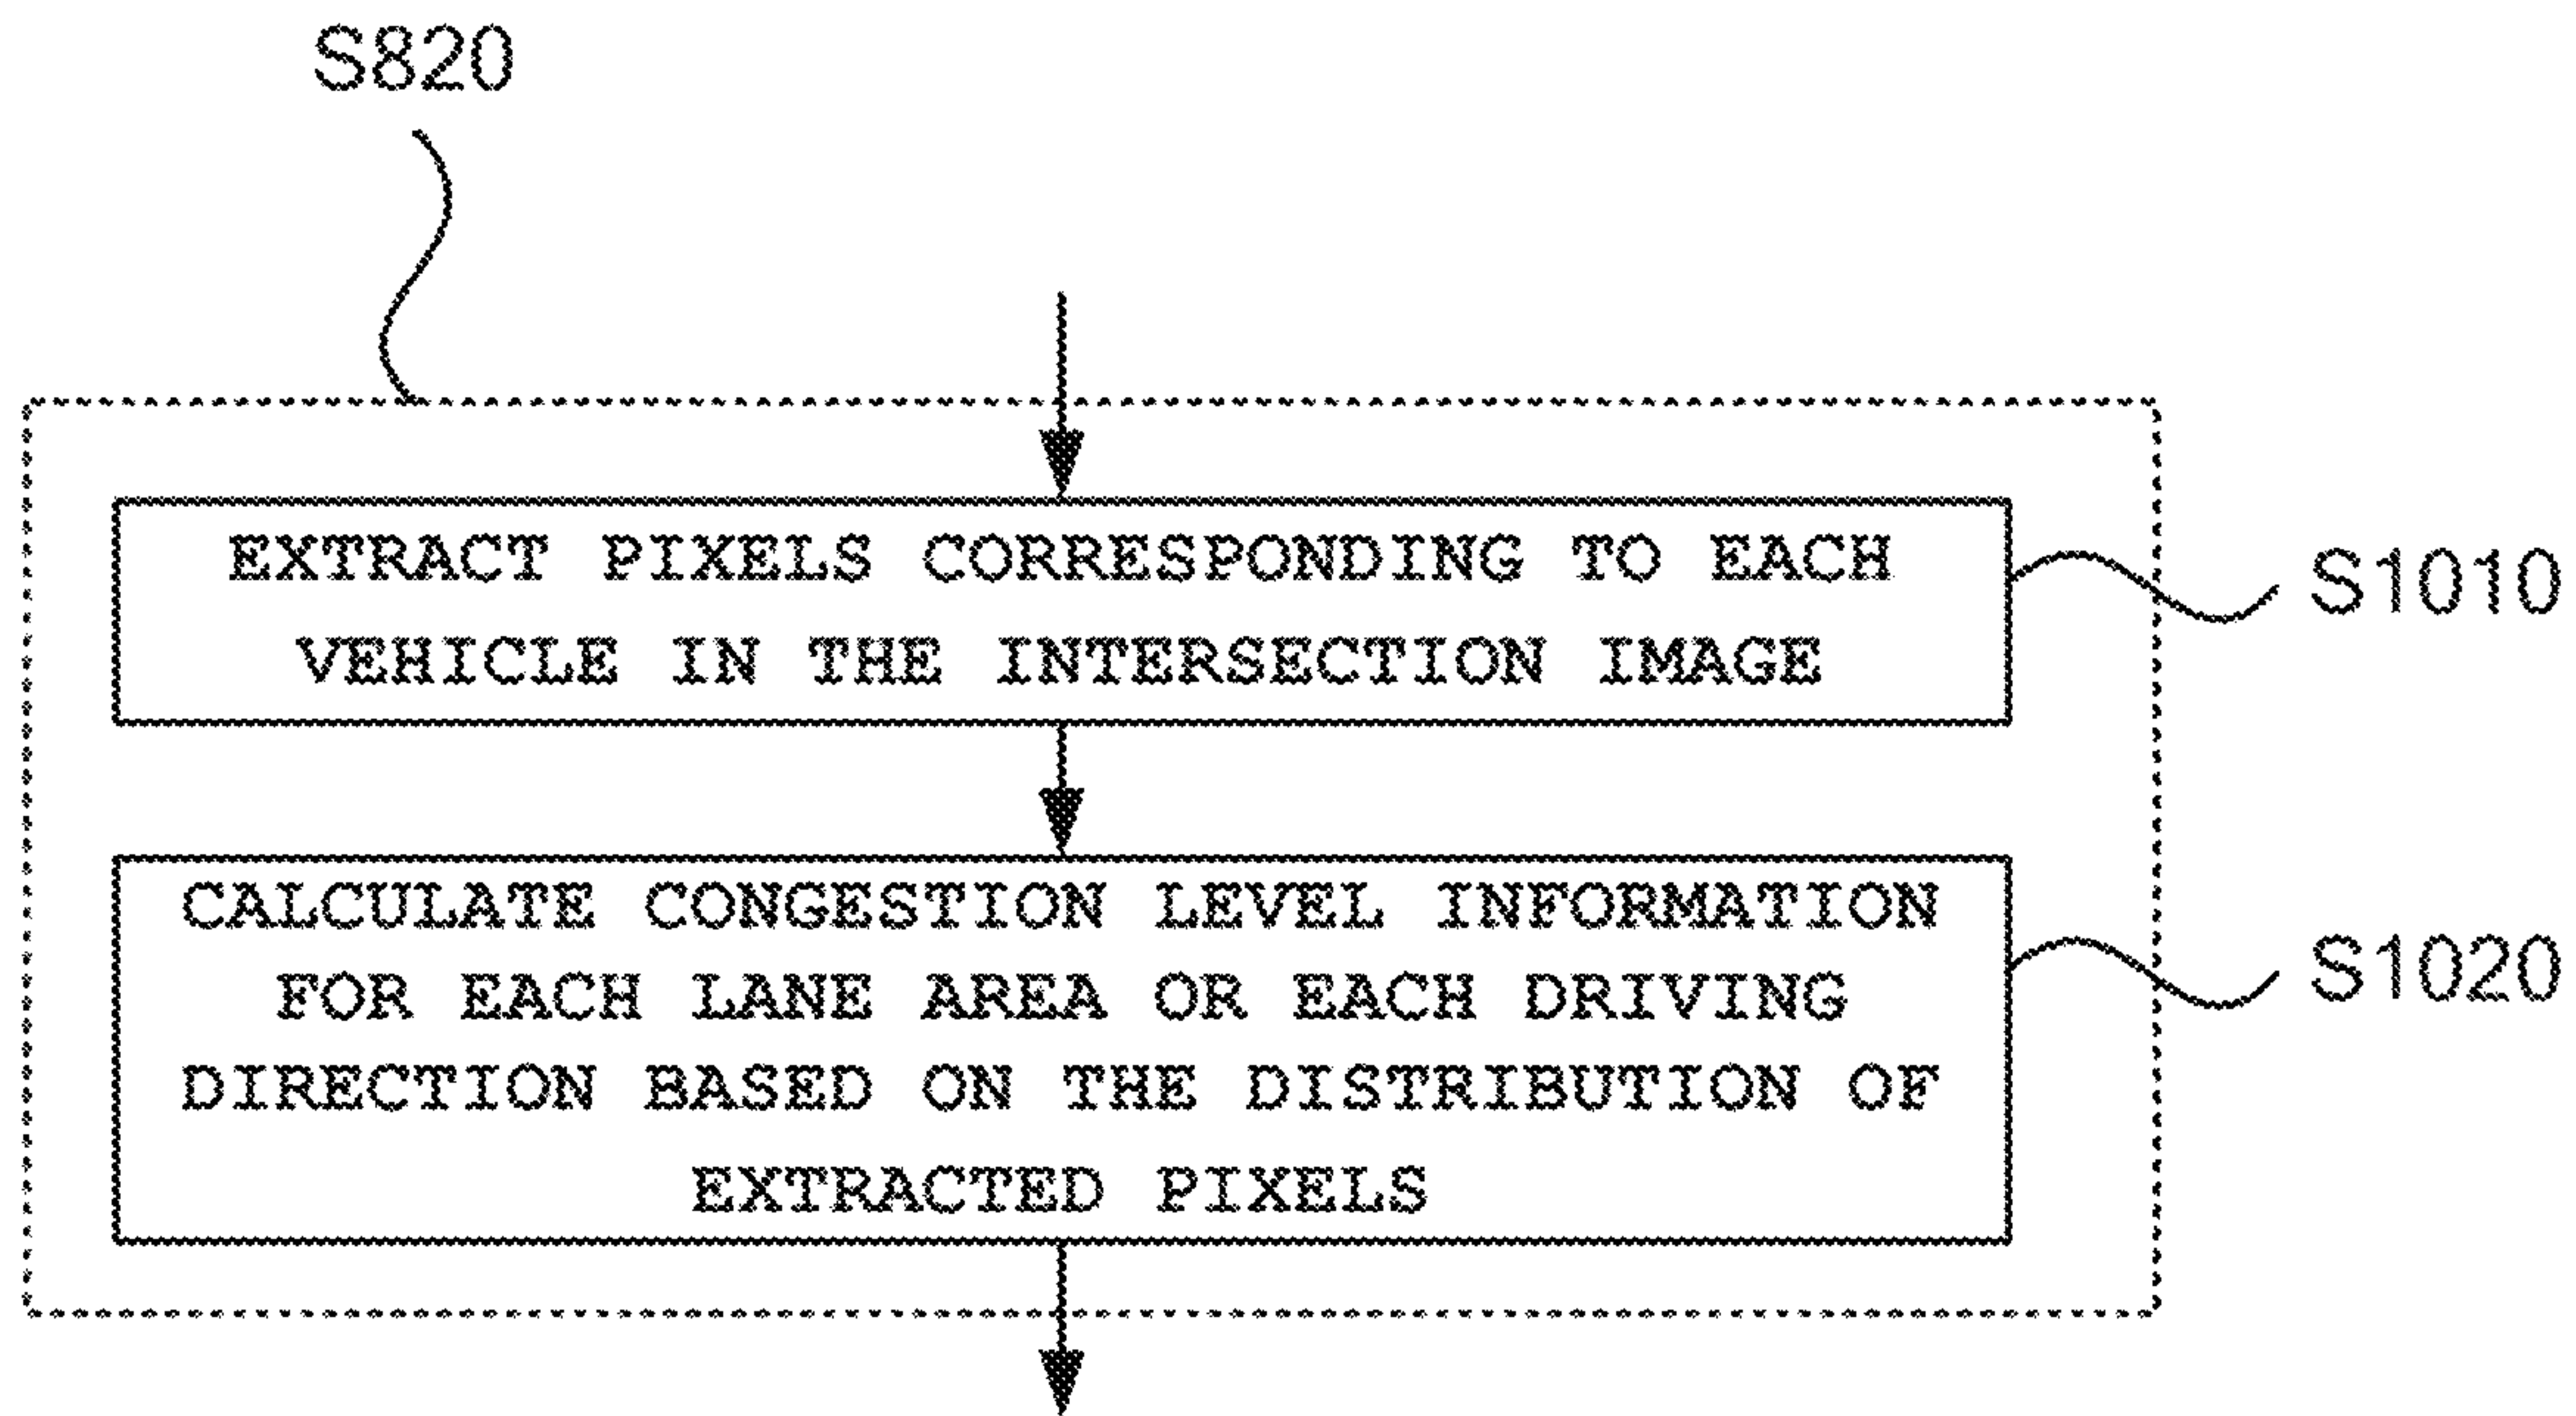 S820
EXTRACT PIXELS CORRESPONDING TO EACH
VEHICLE IN THE INTERSECTION IMAGE
S1010
CALCULATE CONGESTION LEVEL INFORMATION
FOR EACH LANE AREA OR EACH DRIVING
DIRECTION BASED ON THE DISTRIBUTION OF
EXTRACTED PIXELS
S1020